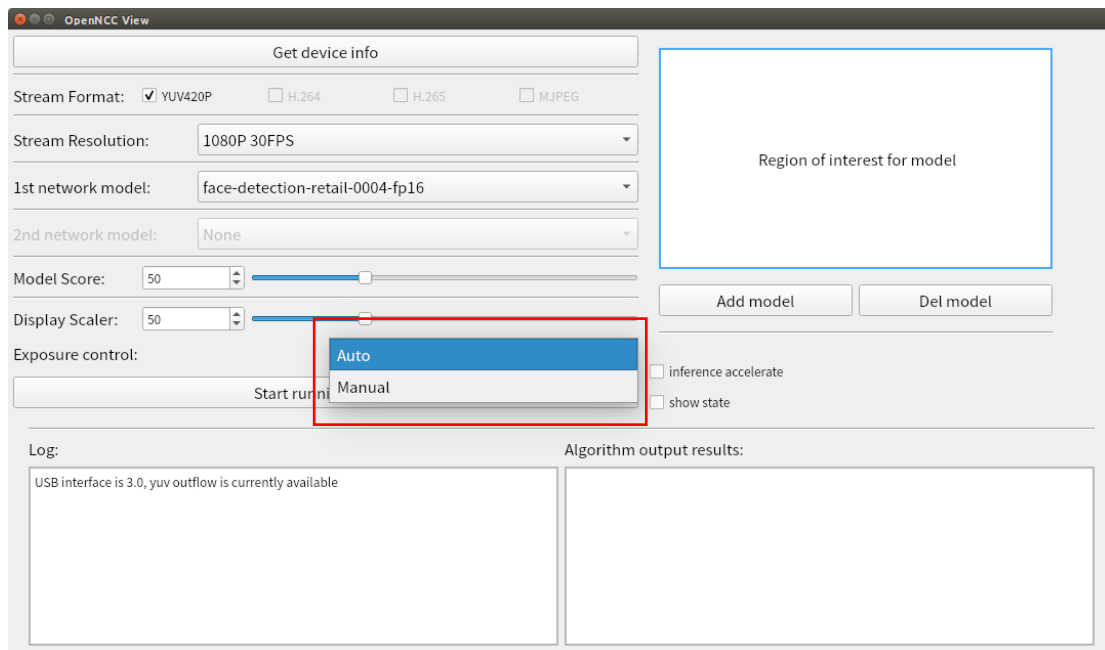 OpenNCC View
Get device info
Stream Format: YUV420P H.264 H.265 MJPEG
Stream Resolution: 1080P 30FPS
1st network model: face-detection-retail-0004-fp16
2nd network model: None
Model Score: 50
Display Scaler: 50
Exposure control:
Auto
Manual
Start runni
Region of interest for model
Add model Del model
inference accelerate
show state
Log:
USB interface is 3.0, yuv outflow is currently available
Algorithm output results: